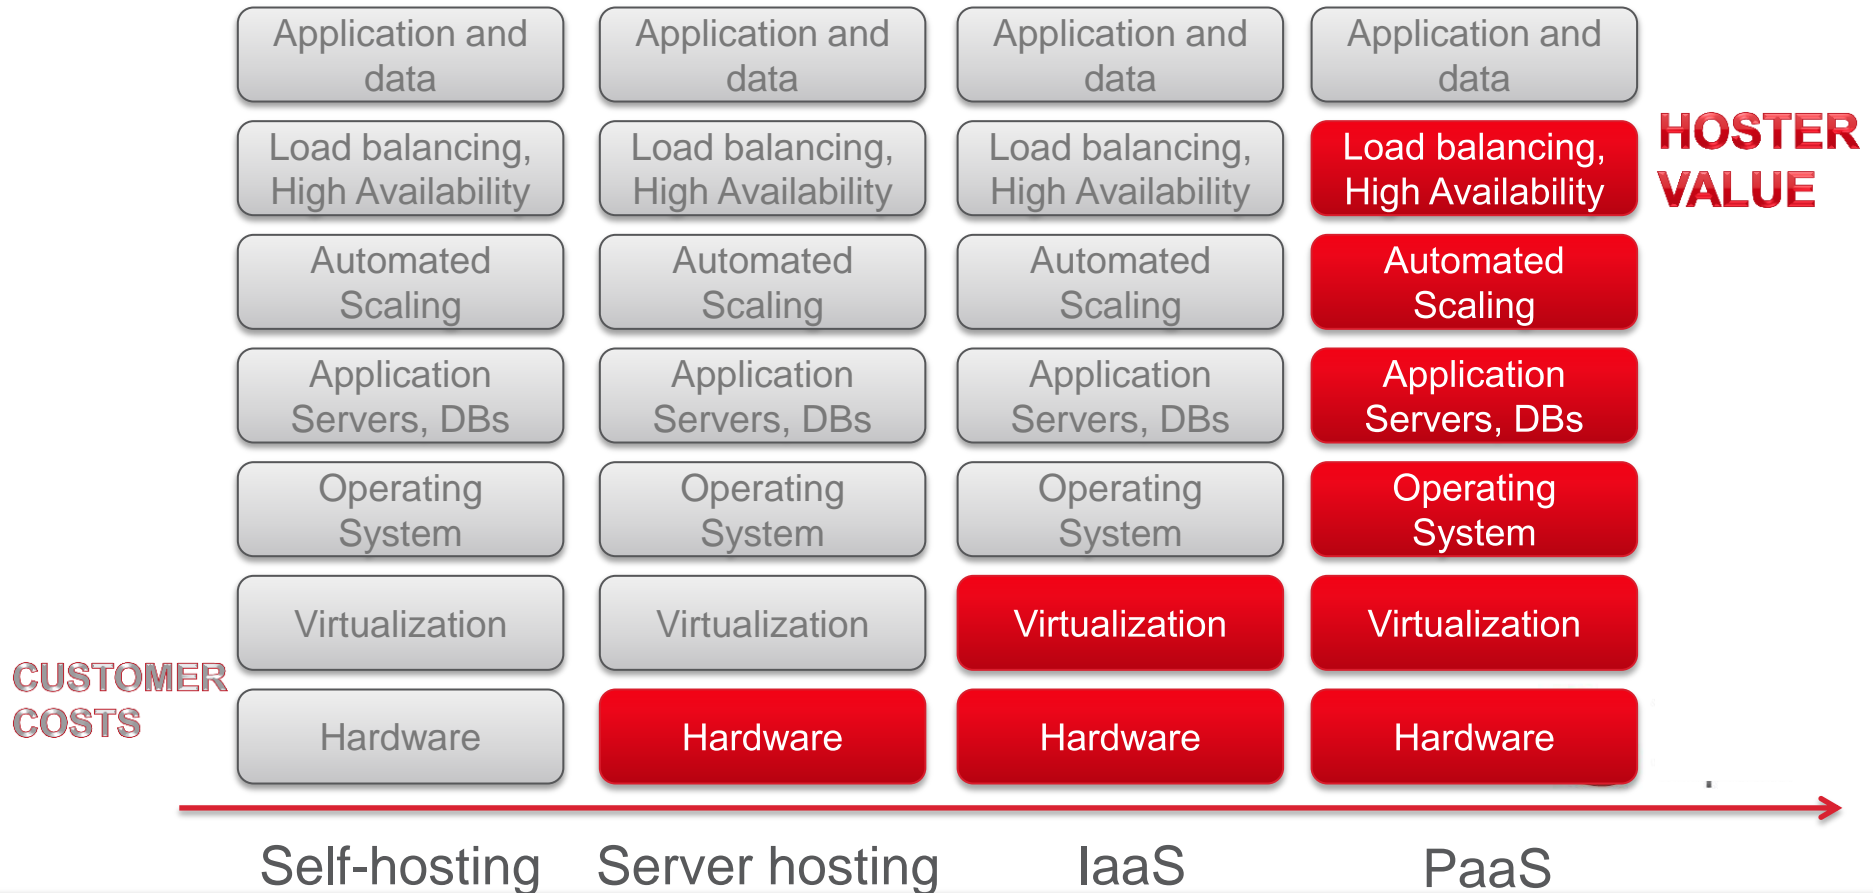 Application and
data
Application and
data
Application and
data
Application and
data
Load balancing,
High Availability
Load balancing,
High Availability
Load balancing,
High Availability
Load balancing,
High Availability
HOSTER
VALUE
Automated
Scaling
Automated
Scaling
Automated
Scaling
Automated
Scaling
Application
Servers, DBs
Application
Servers, DBs
Application
Servers, DBs
Application
Servers, DBs
Operating
System
Operating
System
Operating
System
Operating
System
Virtualization
Virtualization
Virtualization
Virtualization
CUSTOMER
COSTS
Hardware
Hardware
Hardware
Hardware
Self-hosting
Server hosting
IaaS
PaaS